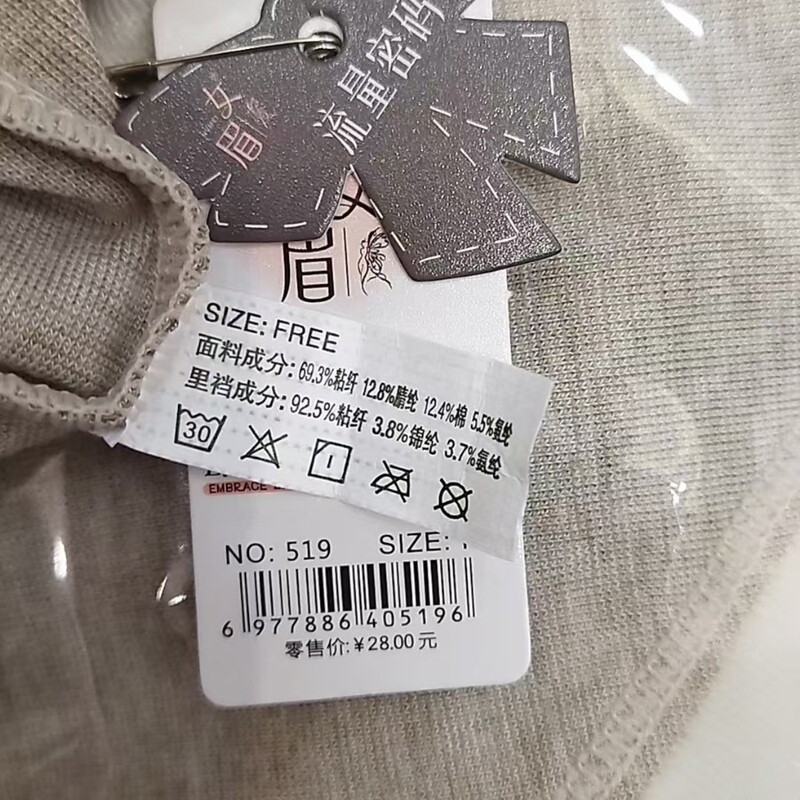 流量密码
女
眉
眉
SIZE: FREE
面料成分: 69.3%粘纤 12.8%腈纶 12.4%棉 5.5%氨纶
里裆成分: 92.5%粘纤 3.8%锦纶 3.7%氨纶
30
EMBRACE
NO: 519 SIZE:
6 977886 405196
零售价:¥28.00元